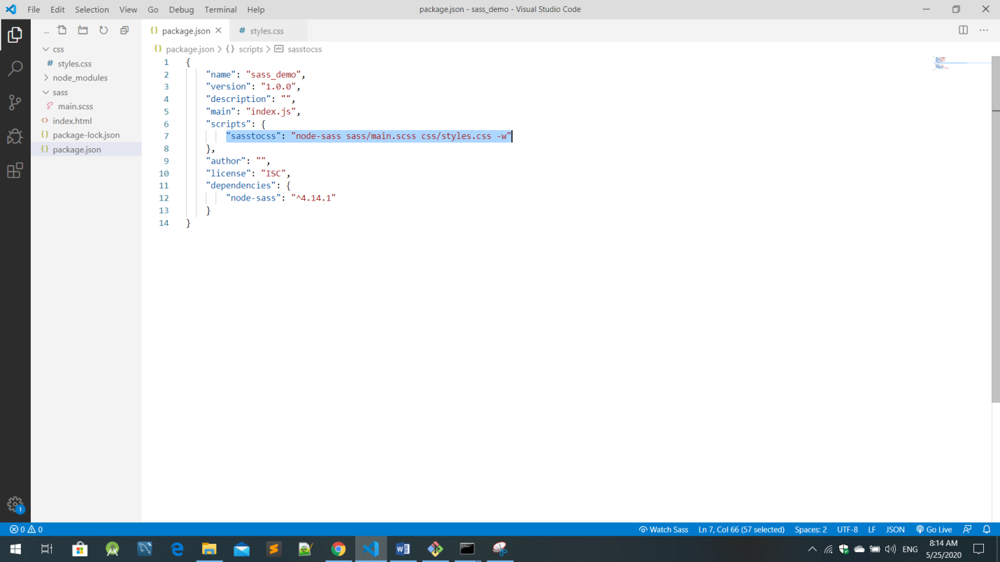 File Edit Selection View Go Debug Terminal Help package.json - sass_demo - Visual Studio Code
... {} package.json # styles.css
{} package.json > {} scripts > abc sasstocss
css
# styles.css
node_modules
sass
main.scss
<> index.html
{} package-lock.json
{} package.json
1 {
2 "name": "sass_demo",
3 "version": "1.0.0",
4 "description": "",
5 "main": "index.js",
6 "scripts": {
7 "sasstocss": "node-sass sass/main.scss css/styles.css -w"
8 },
9 "author": "",
10 "license": "ISC",
11 "dependencies": {
12 "node-sass": "^4.14.1"
13 }
14 }
1
0 0 Watch Sass Ln 7, Col 66 (57 selected) Spaces: 2 UTF-8 LF JSON Go Live
ENG 8:14 AM
5/25/2020